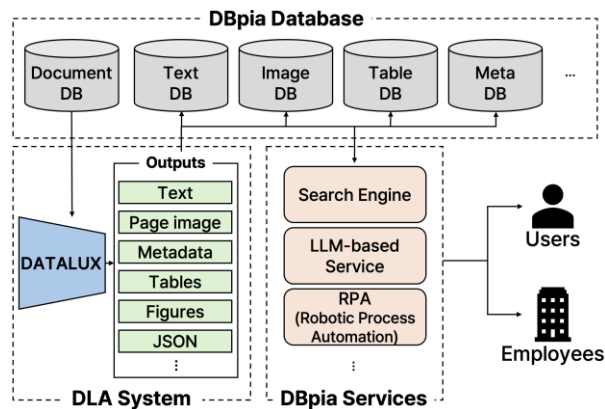 DBpia Database
Document
DB
Text
DB
Image
DB
Table
DB
Meta
DB
...
Outputs
Text
Page image
Metadata
Tables
Figures
JSON
⋮
DATALUX
DLA System
Search Engine
LLM-based
Service
RPA
(Robotic Process
Automation)
⋮
DBpia Services
Users
Employees